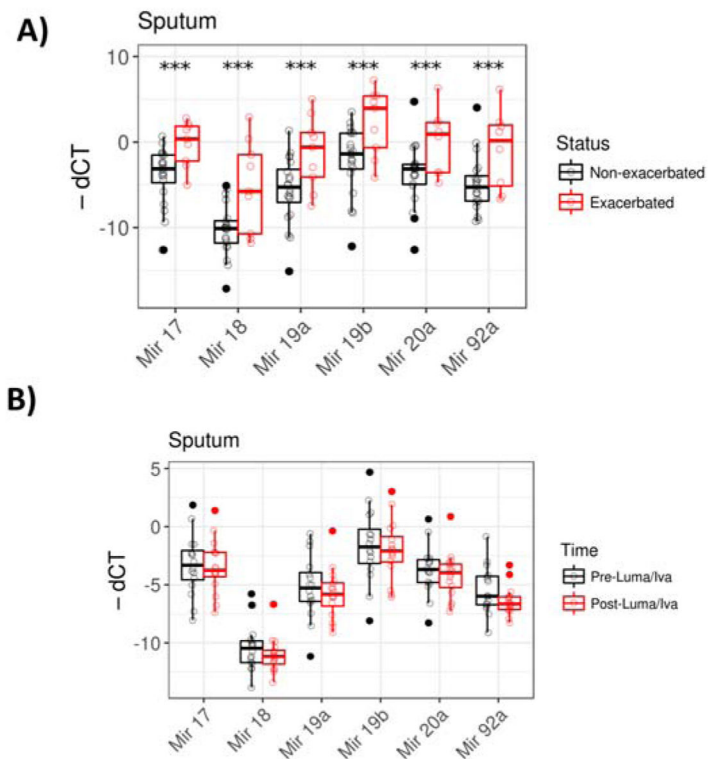 A)
Sputum
*** *** *** *** *** ***
10
0
-10
– dCT
Mir 17 Mir 18 Mir 19a Mir 19b Mir 20a Mir 92a
Status
Non-exacerbated
Exacerbated
B)
Sputum
5
0
-5
-10
– dCT
Mir 17 Mir 18 Mir 19a Mir 19b Mir 20a Mir 92a
Time
Pre-Luma/Iva
Post-Luma/Iva